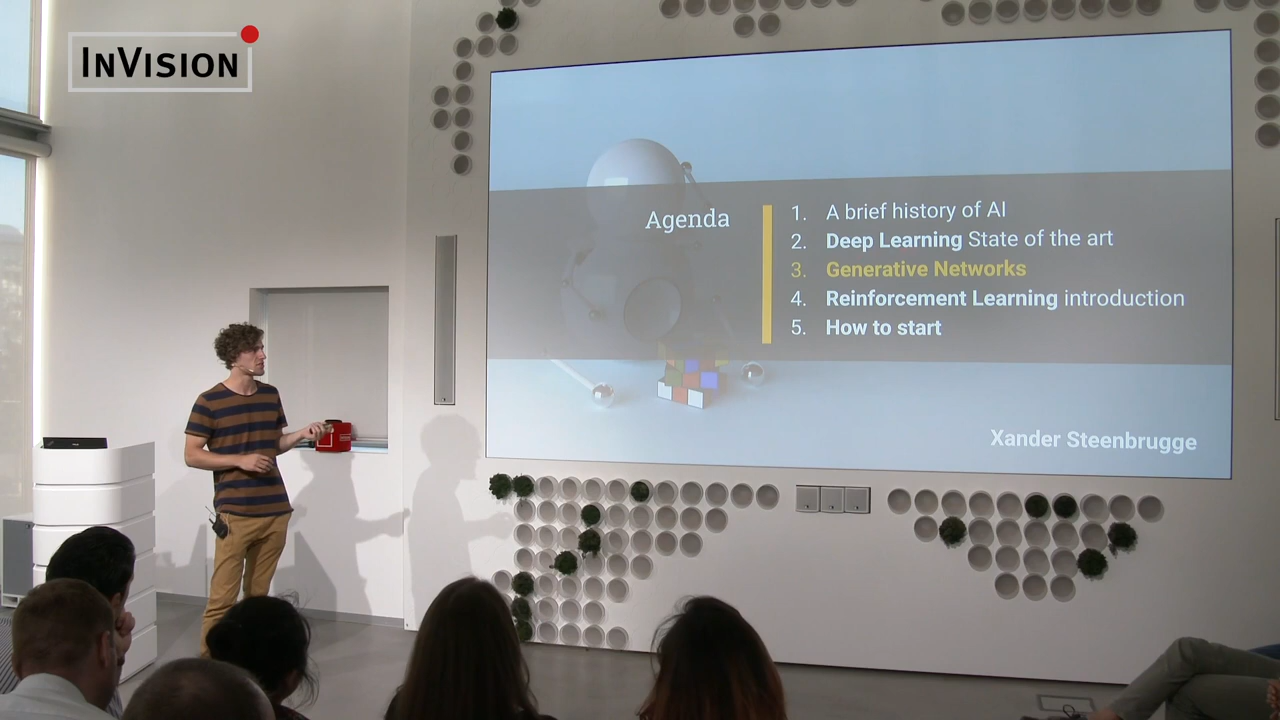 INVISION
Agenda
1. A brief history of AI
2. Deep Learning State of the art
3. Generative Networks
4. Reinforcement Learning introduction
5. How to start
Xander Steenbrugge